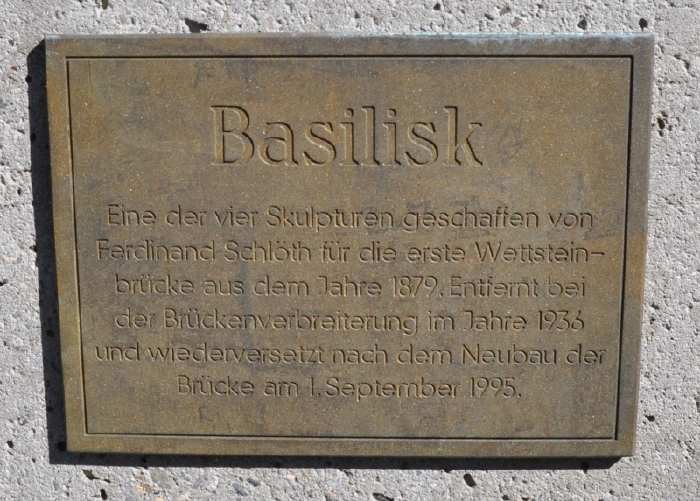 Basilisk
Eine der vier Skulpturen geschaffen von
Ferdinand Schlöth für die erste Wettstein-
brücke aus dem Jahre 1879. Entfernt bei
der Brückenverbreiterung im Jahre 1936
und wiederversetzt nach dem Neubau der
Brücke am 1. September 1995.